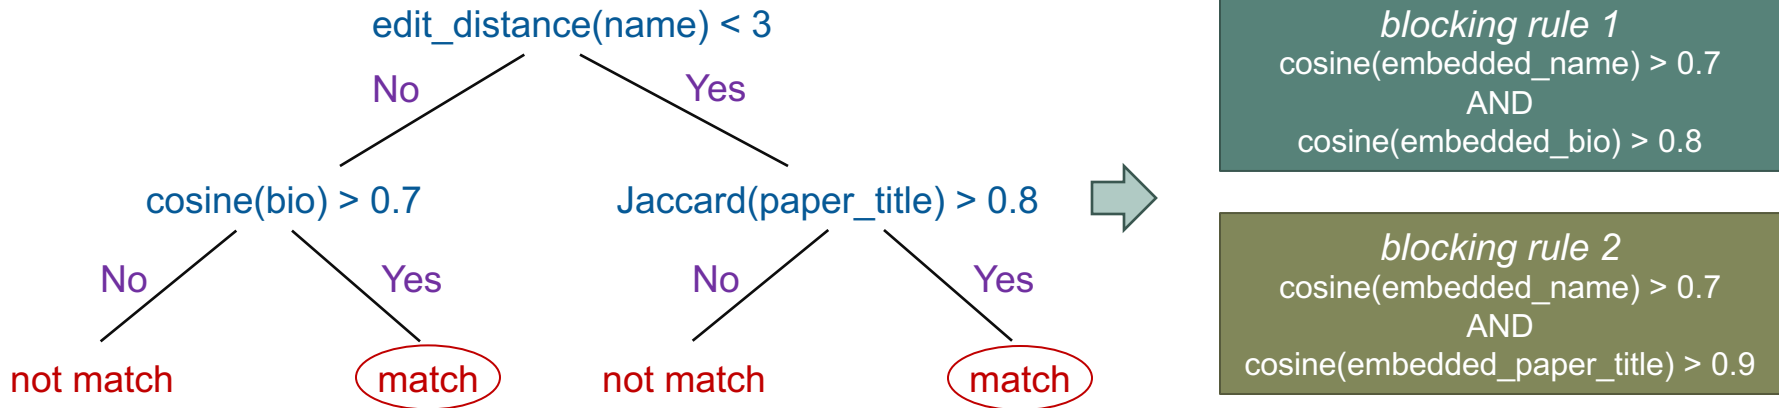 edit_distance(name) < 3
No
Yes
cosine(bio) > 0.7
Jaccard(paper_title) > 0.8
No
Yes
No
Yes
not match
match
not match
match
blocking rule 1
cosine(embedded_name) > 0.7
AND
cosine(embedded_bio) > 0.8
blocking rule 2
cosine(embedded_name) > 0.7
AND
cosine(embedded_paper_title) > 0.9